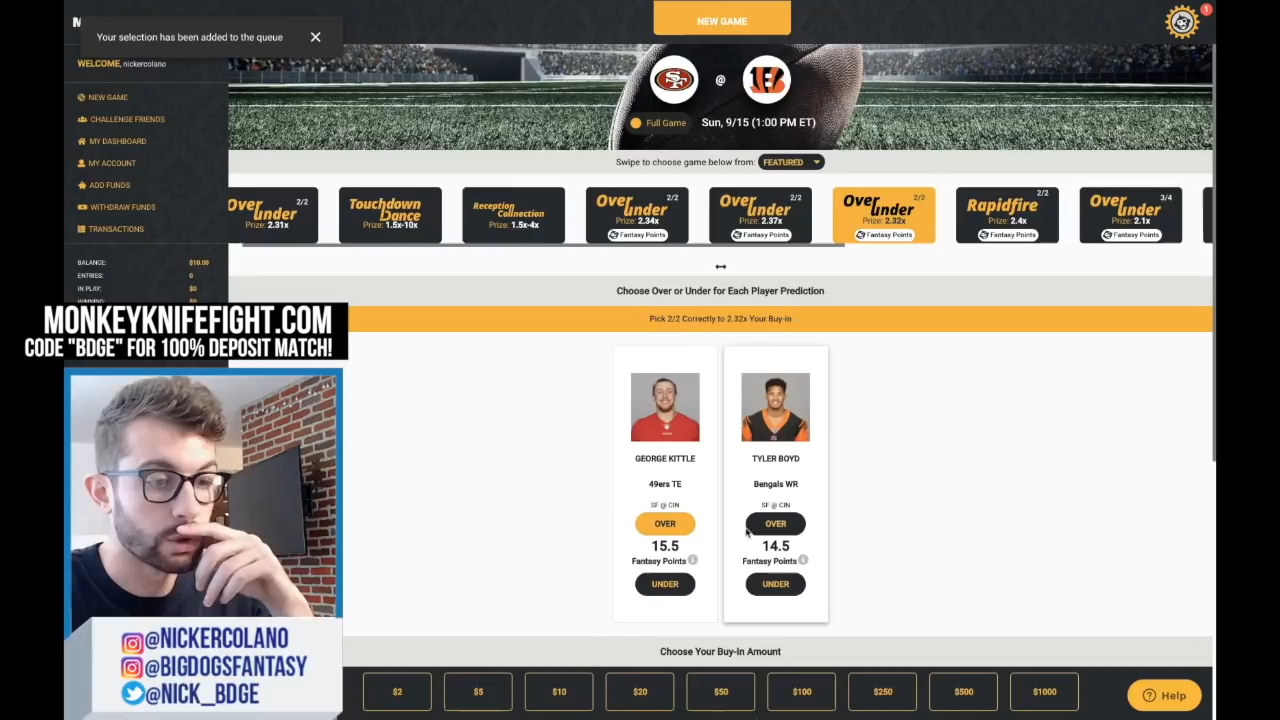 M
Your selection has been added to the queue
NEW GAME
1
WELCOME, nickercolano
NEW GAME
CHALLENGE FRIENDS
MY DASHBOARD
MY ACCOUNT
ADD FUNDS
WITHDRAW FUNDS
TRANSACTIONS
BALANCE: $10.00
ENTRIES: 0
IN PLAY: $0
WINNING: $0
SF @ B
Full Game Sun, 9/15 (1:00 PM ET)
Swipe to choose game below from: FEATURED
Over under 2/2
Prize: 2.31x
Touchdown Dance
Prize: 1.5x-10x
Reception Connection
Prize: 1.5x-4x
Over under 2/2
Prize: 2.34x
Fantasy Points
Over under 2/2
Prize: 2.37x
Fantasy Points
Over under 2/2
Prize: 2.32x
Fantasy Points
Rapidfire 2/2
Prize: 2.4x
Fantasy Points
Over under 3/4
Prize: 2.1x
Fantasy Points
Choose Over or Under for Each Player Prediction
Pick 2/2 Correctly to 2.32x Your Buy-In
MONKEYKNIFEFIGHT.COM
CODE "BDGE" FOR 100% DEPOSIT MATCH!
GEORGE KITTLE
49ers TE
SF @ CIN
OVER
15.5
Fantasy Points
UNDER
TYLER BOYD
Bengals WR
SF @ CIN
OVER
14.5
Fantasy Points
UNDER
@NICKERCOLANO
@BIGDOGSFANTASY
@NICK_BDGE
Choose Your Buy-In Amount
$2 $5 $10 $20 $50 $100 $250 $500 $1000
Help